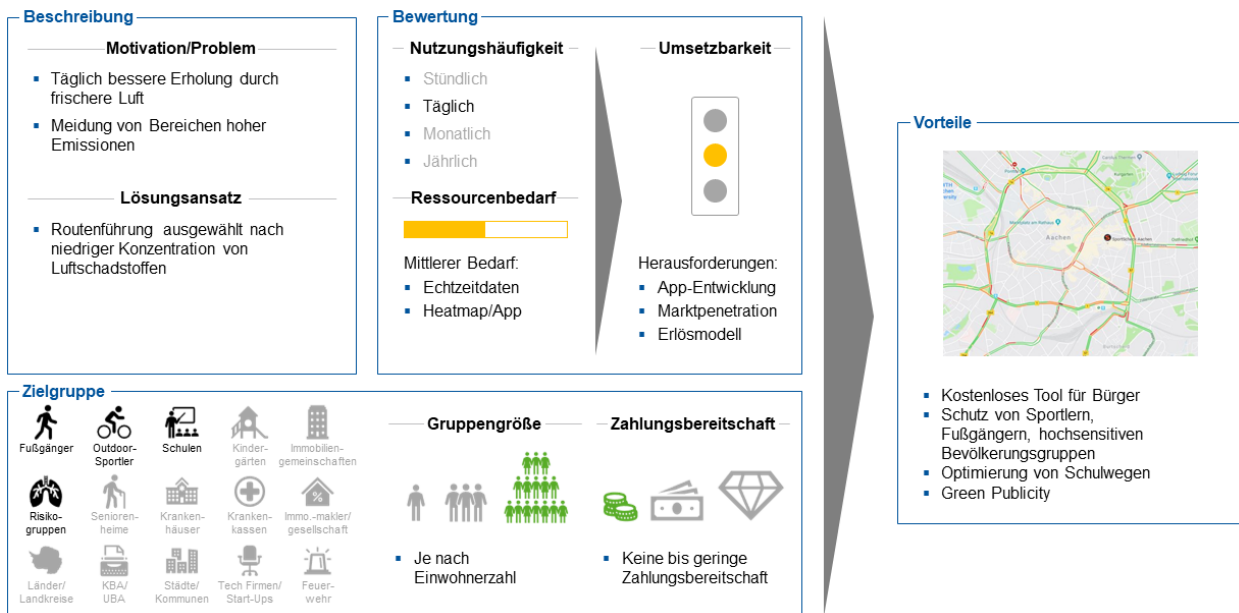 Beschreibung
Motivation/Problem
Täglich bessere Erholung durch
frischere Luft
Meidung von Bereichen hoher
Emissionen
Lösungsansatz
Routenführung ausgewählt nach
niedriger Konzentration von
Luftschadstoffen
Bewertung
Nutzungshäufigkeit
Stündlich
Täglich
Monatlich
Jährlich
Ressourcenbedarf
Mittlerer Bedarf:
Echtzeitdaten
Heatmap/App
Umsetzbarkeit
Herausforderungen:
App-Entwicklung
Marktpenetration
Erlösmodell
Zielgruppe
Fußgänger
Outdoor-
Sportler
Schulen
Kinder-
gärten
Immobilien-
gemeinschaften
Risiko-
gruppen
Senioren-
heime
Kranken-
häuser
Kranken-
kassen
Immo.-makler/
gesellschaft
%
Länder/
Landkreise
KBA/
UBA
Städte/
Kommunen
Tech Firmen/
Start-Ups
Feuer-
wehr
Gruppengröße
Je nach
Einwohnerzahl
Zahlungsbereitschaft
Keine bis geringe
Zahlungsbereitschaft
Vorteile
Aachen
Kostenloses Tool für Bürger
Schutz von Sportlern,
Fußgängern, hochsensitiven
Bevölkerungsgruppen
Optimierung von Schulwegen
Green Publicity